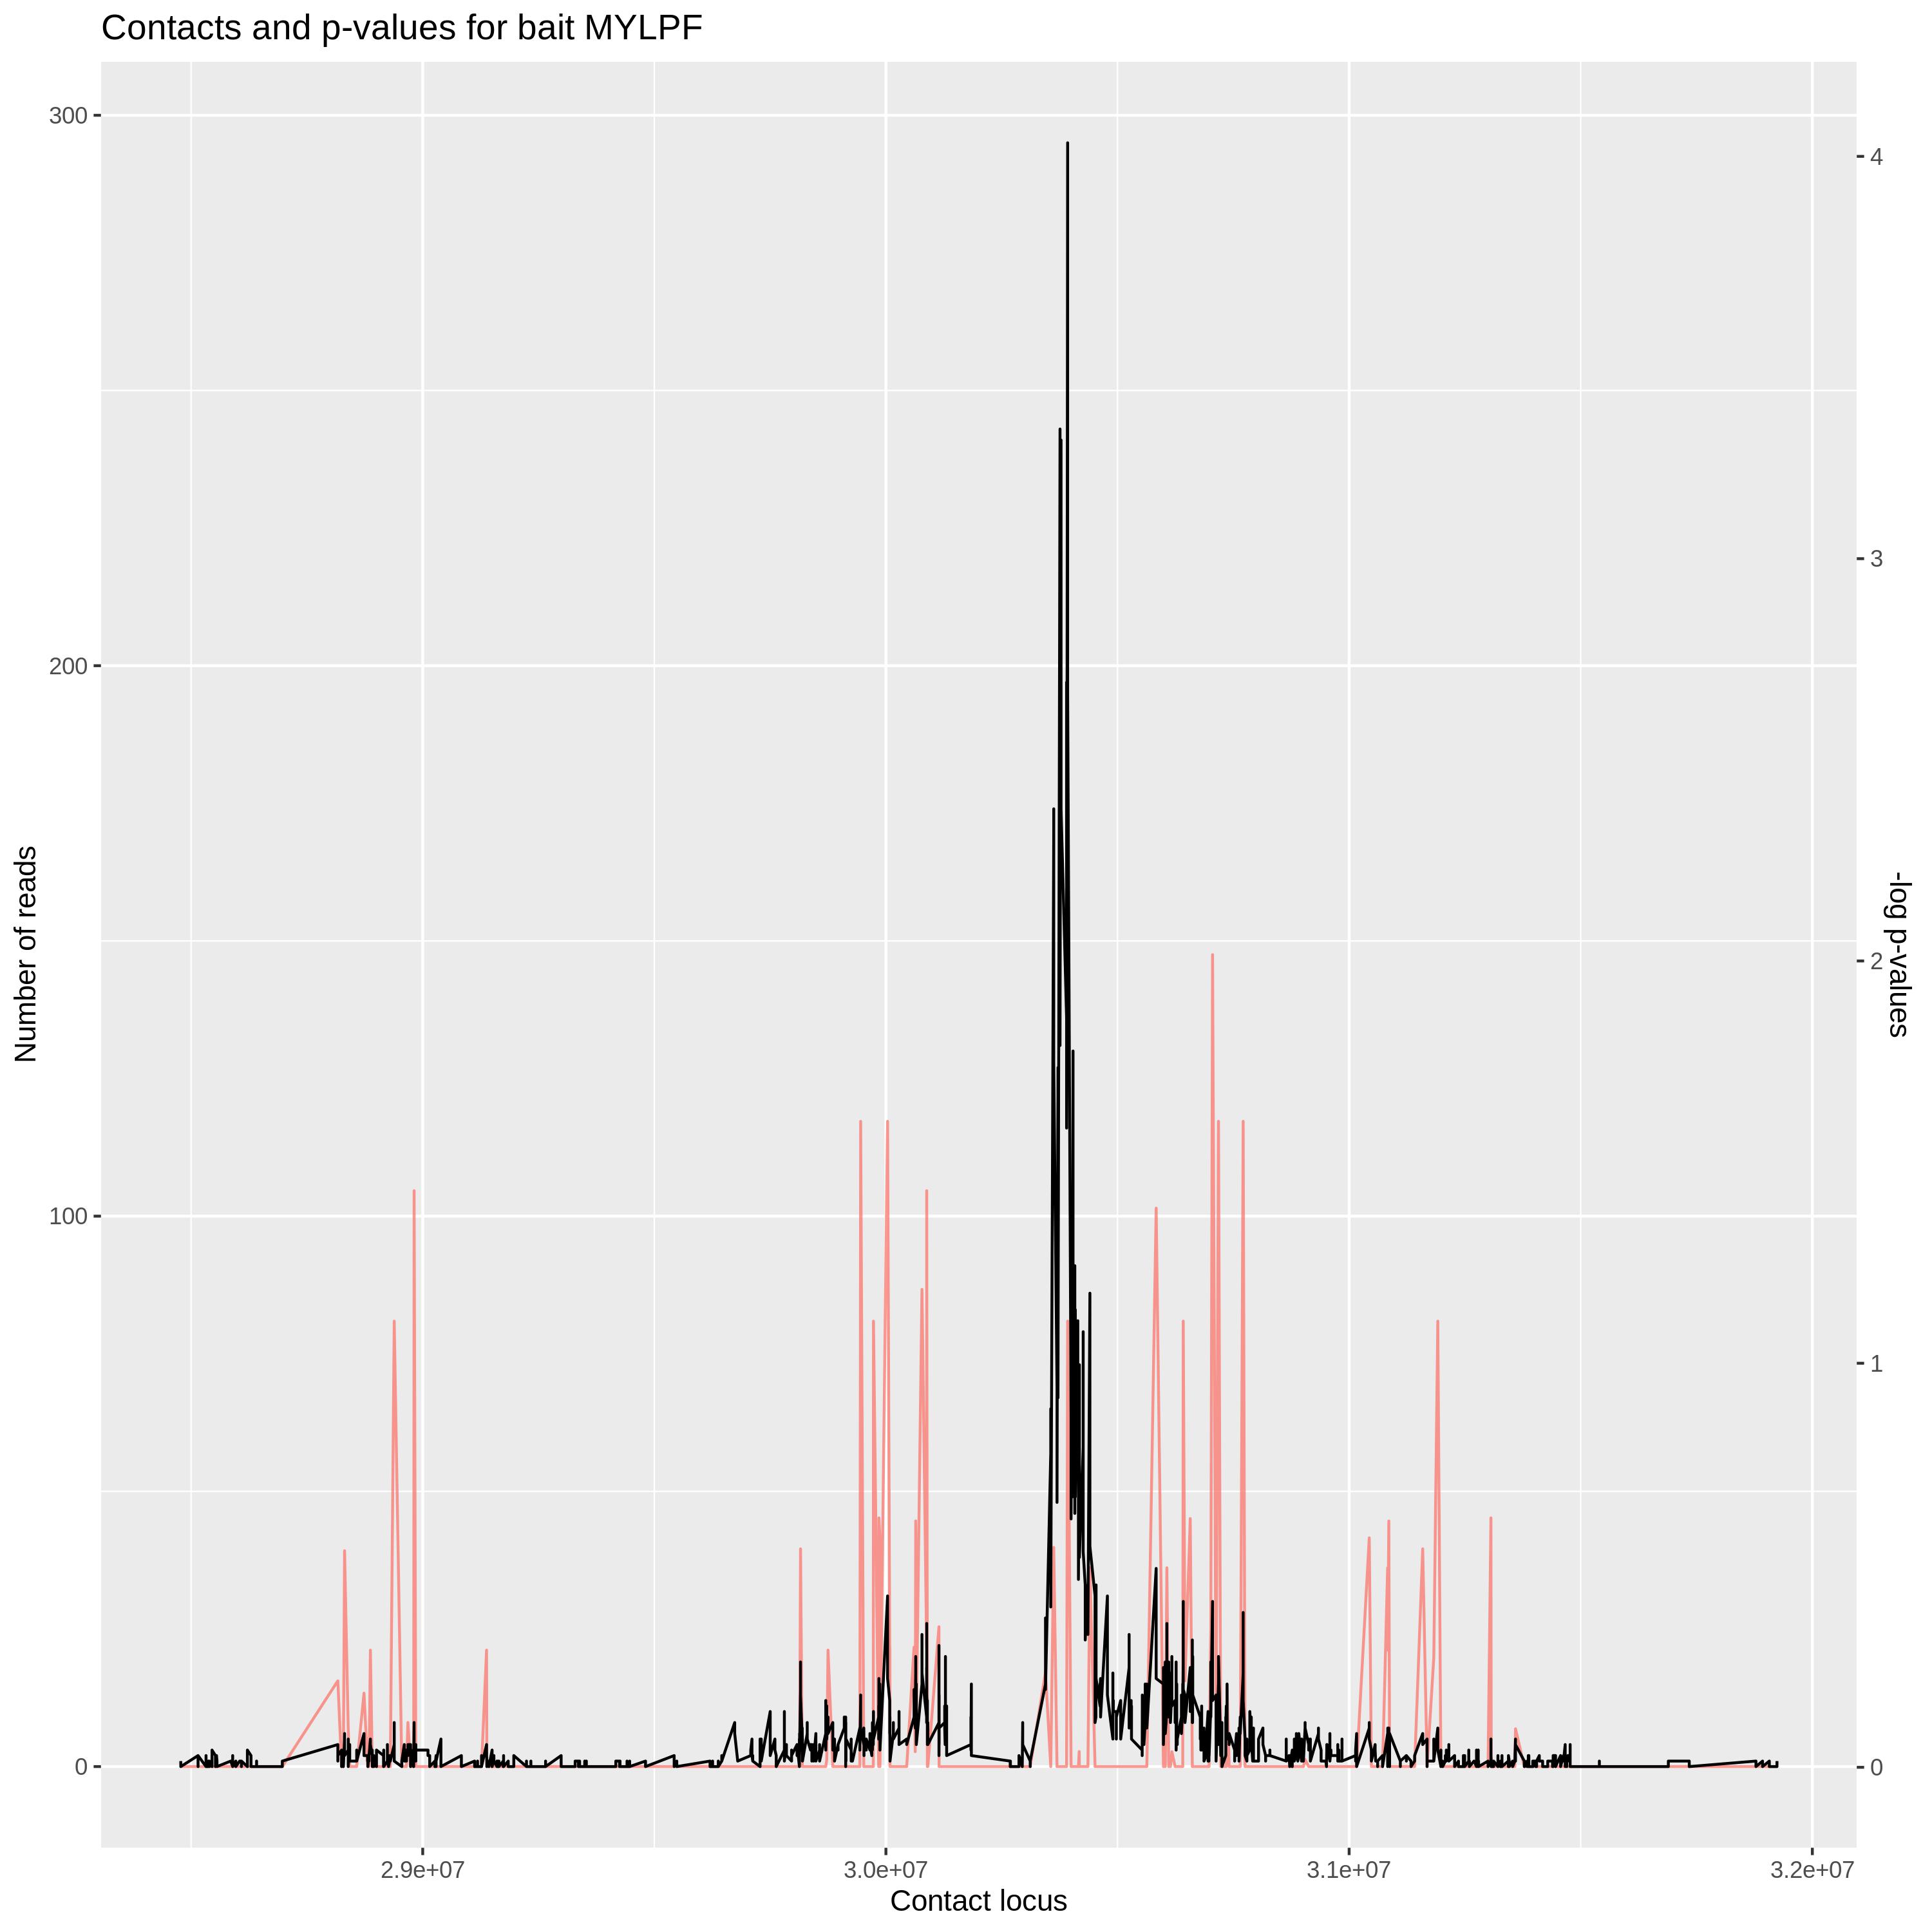 Contacts and p-values for bait MYLPF
300
200
100
0
Number of reads
4
3
2
1
0
-log p-values
2.9e+07
3.0e+07
3.1e+07
3.2e+07
Contact locus